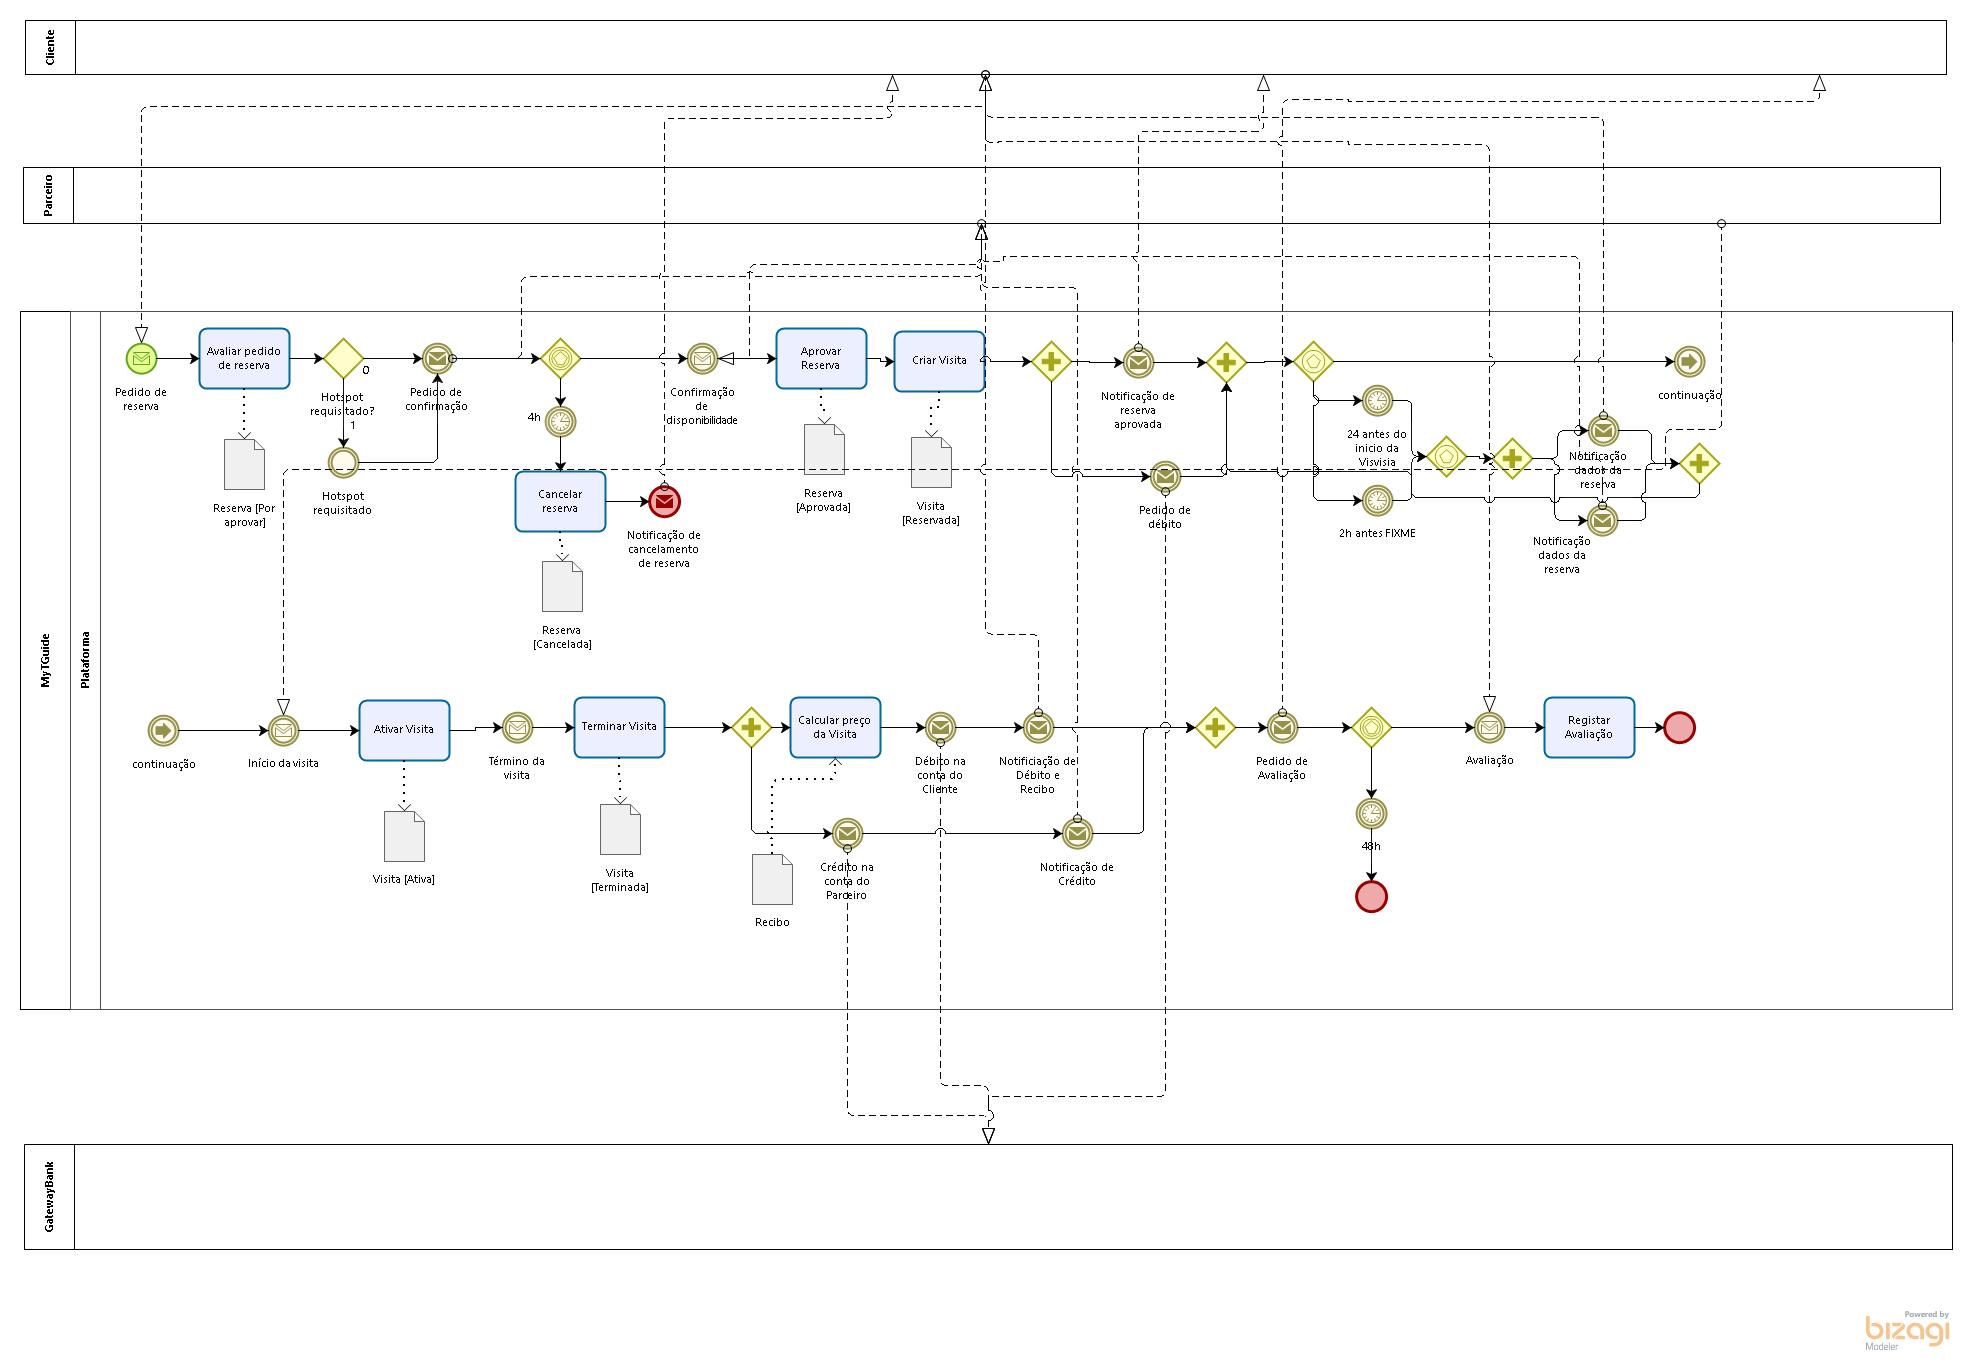 Cliente
Parceiro
MyTGuide
Plataforma
Pedido de
reserva
Avaliar pedido
de reserva
Reserva [Por
aprovar]
Hotspot
requisitado?
0
1
Hotspot
requisitado
Pedido de
confirmação
4h
Cancelar
reserva
Reserva
[Cancelada]
Notificação de
cancelamento
de reserva
Confirmação
de
disponibilidade
Aprovar
Reserva
Reserva
[Aprovada]
Criar Visita
Visita
[Reservada]
Notificação de
reserva
aprovada
Pedido de
débito
24 antes do
inicio da
Visvisia
2h antes FIXME
Notificação
dados da
reserva
Notificação
dados da
reserva
continuação
continuação
Início da visita
Ativar Visita
Visita [Ativa]
Término da
visita
Terminar Visita
Visita
[Terminada]
Calcular preço
da Visita
Recibo
Crédito na
conta do
Parceiro
Débito na
conta do
Cliente
Notificiação de
Débito e
Recibo
Notificação de
Crédito
Pedido de
Avaliação
48h
Avaliação
Registar
Avaliação
GatewayBank
Powered by
bizagi
Modeler